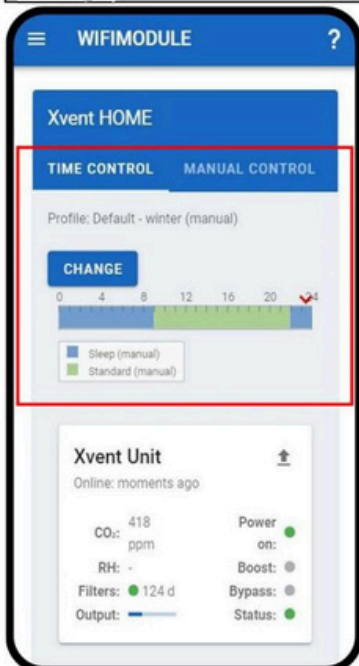 WIFIMODULE ?
Xvent HOME
TIME CONTROL MANUAL CONTROL
Profile: Default - winter (manual)
CHANGE
0 4 8 12 16 20 24
Sleep (manual)
Standard (manual)
Xvent Unit
Online: moments ago
CO₂: 418 ppm
RH: -
Filters: 124 d
Output:
Power on:
Boost:
Bypass:
Status: